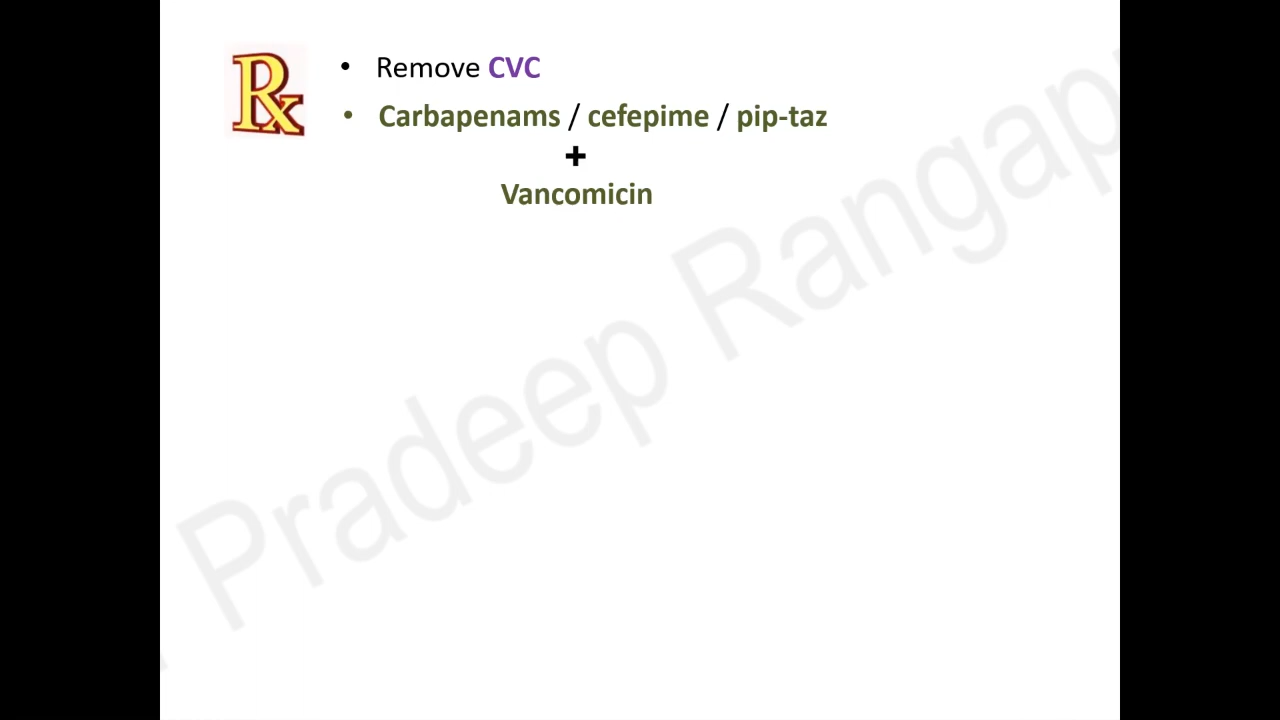 Rx
• Remove CVC
• Carbapenams / cefepime / pip-taz
+
Vancomicin
Pradeep Rangap